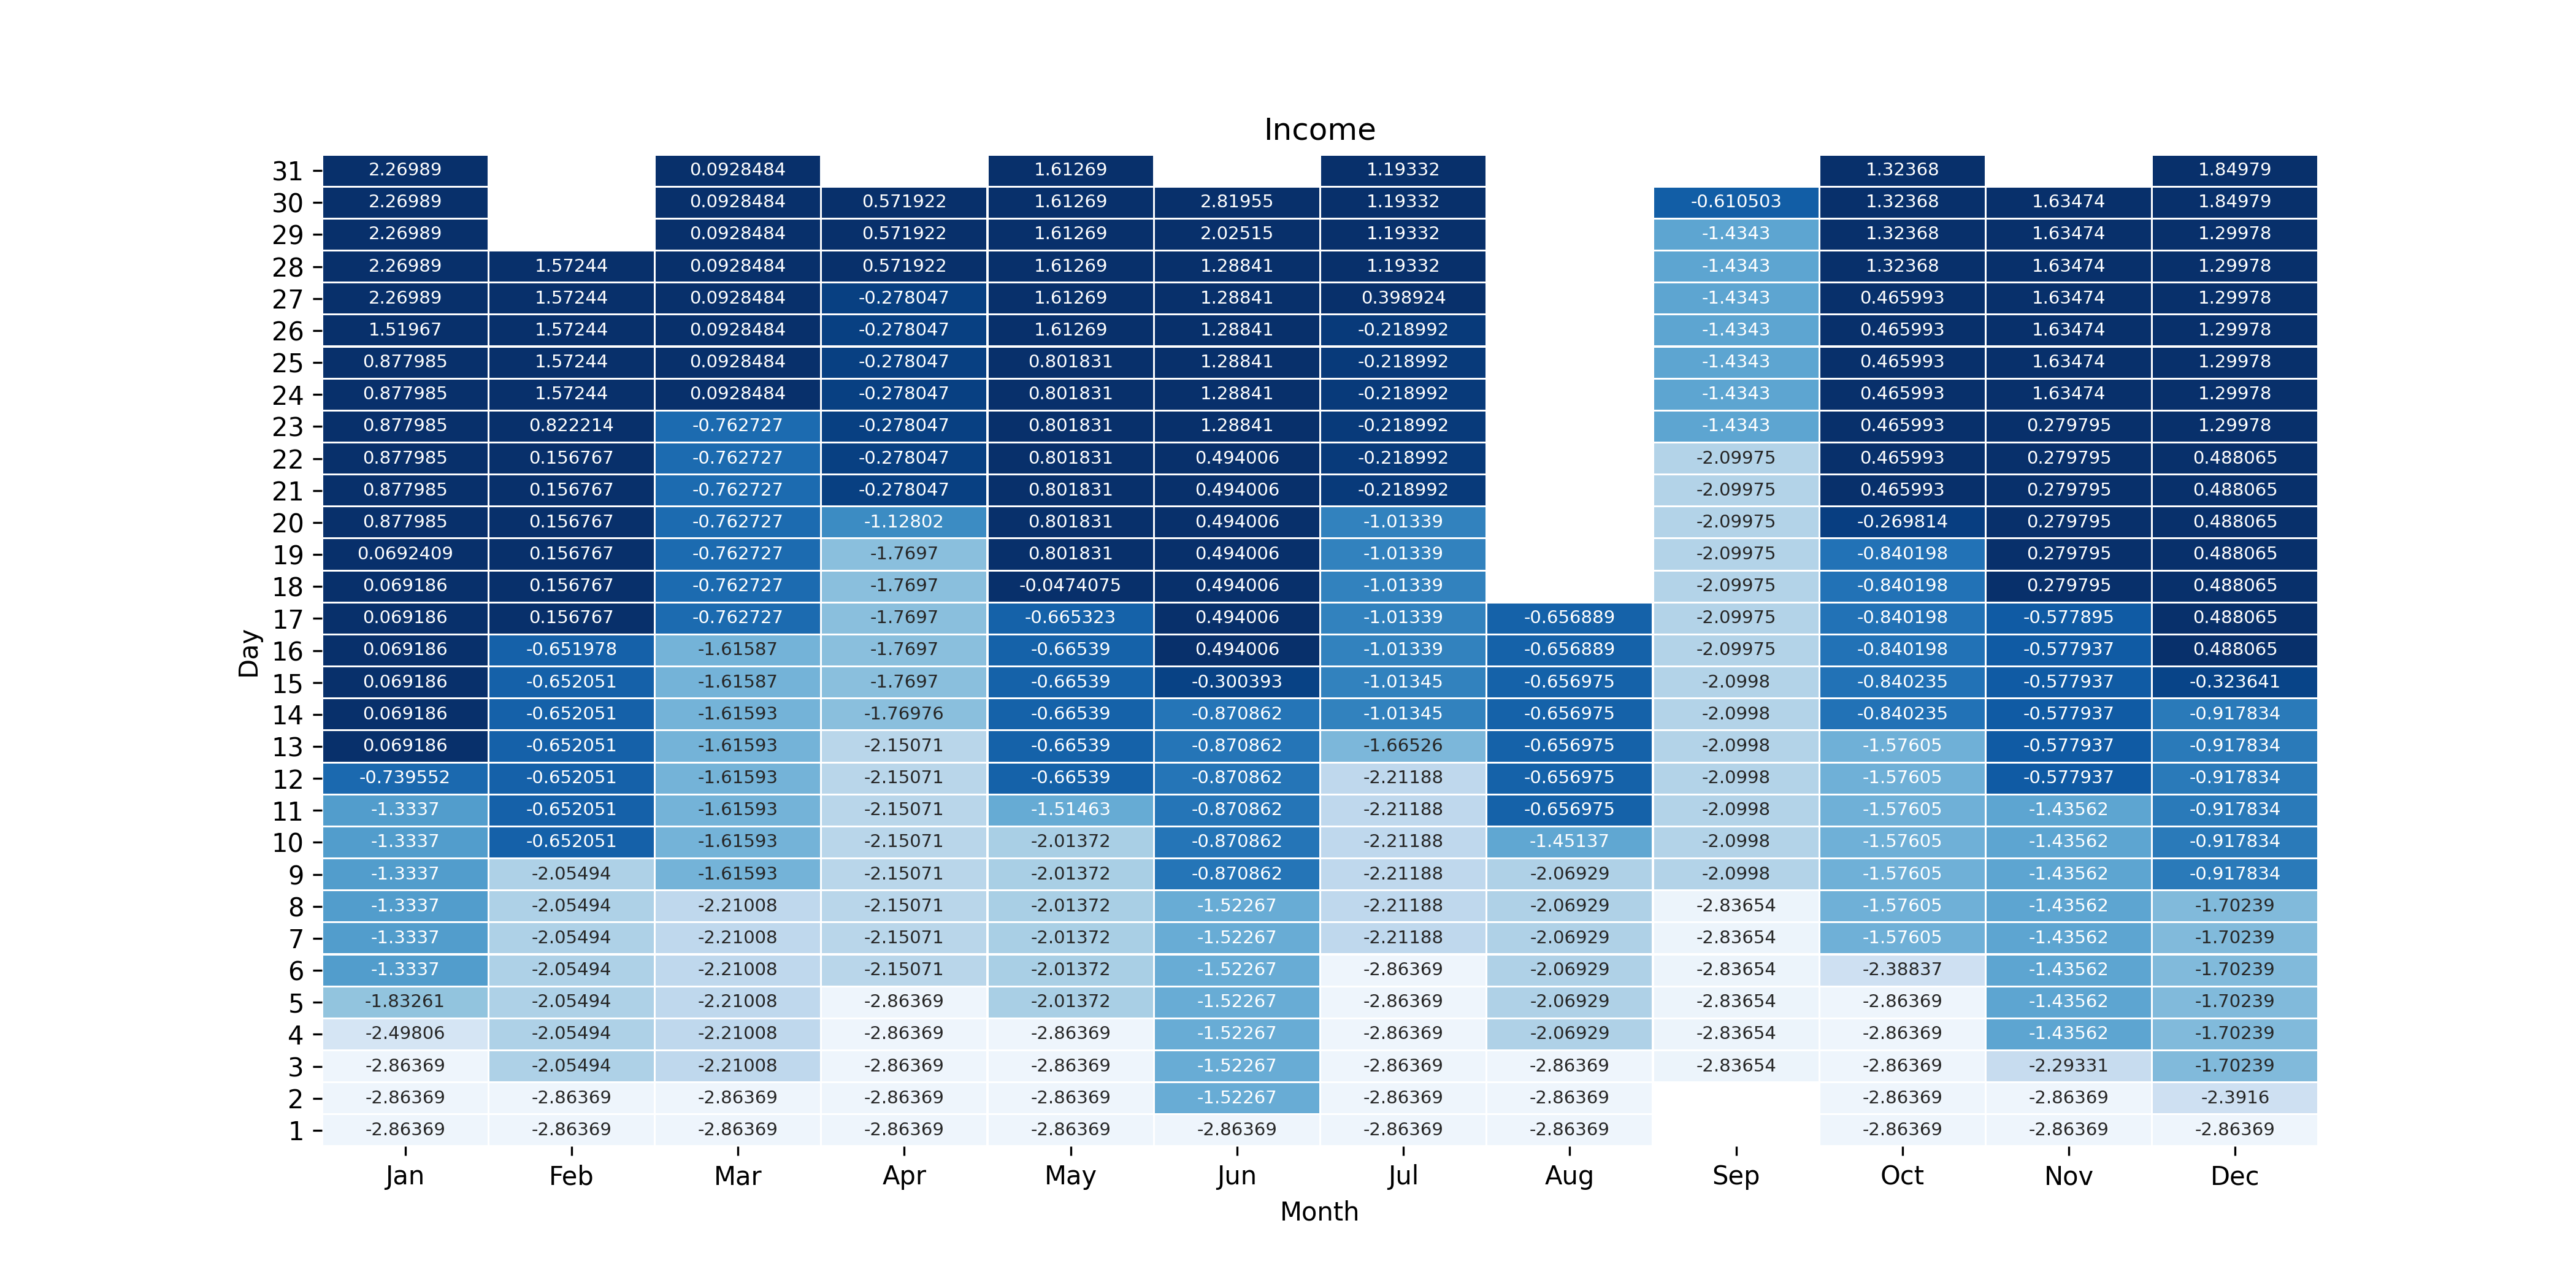 Income
31 2.26989 0.0928484 1.61269 1.19332 1.32368 1.84979
30 2.26989 0.0928484 0.571922 1.61269 2.81955 1.19332 -0.610503 1.32368 1.63474 1.84979
29 2.26989 0.0928484 0.571922 1.61269 2.02515 1.19332 -1.4343 1.32368 1.63474 1.29978
28 2.26989 1.57244 0.0928484 0.571922 1.61269 1.28841 1.19332 -1.4343 1.32368 1.63474 1.29978
27 2.26989 1.57244 0.0928484 -0.278047 1.61269 1.28841 0.398924 -1.4343 0.465993 1.63474 1.29978
26 1.51967 1.57244 0.0928484 -0.278047 1.61269 1.28841 -0.218992 -1.4343 0.465993 1.63474 1.29978
25 0.877985 1.57244 0.0928484 -0.278047 0.801831 1.28841 -0.218992 -1.4343 0.465993 1.63474 1.29978
24 0.877985 1.57244 0.0928484 -0.278047 0.801831 1.28841 -0.218992 -1.4343 0.465993 1.63474 1.29978
23 0.877985 0.822214 -0.762727 -0.278047 0.801831 1.28841 -0.218992 -1.4343 0.465993 0.279795 1.29978
22 0.877985 0.156767 -0.762727 -0.278047 0.801831 0.494006 -0.218992 -2.09975 0.465993 0.279795 0.488065
21 0.877985 0.156767 -0.762727 -0.278047 0.801831 0.494006 -0.218992 -2.09975 0.465993 0.279795 0.488065
20 0.877985 0.156767 -0.762727 -1.12802 0.801831 0.494006 -1.01339 -2.09975 -0.269814 0.279795 0.488065
19 0.0692409 0.156767 -0.762727 -1.7697 0.801831 0.494006 -1.01339 -2.09975 -0.840198 0.279795 0.488065
18 0.069186 0.156767 -0.762727 -1.7697 -0.0474075 0.494006 -1.01339 -2.09975 -0.840198 0.279795 0.488065
17 0.069186 0.156767 -0.762727 -1.7697 -0.665323 0.494006 -1.01339 -0.656889 -2.09975 -0.840198 -0.577895 0.488065
16 0.069186 -0.651978 -1.61587 -1.7697 -0.66539 0.494006 -1.01339 -0.656889 -2.09975 -0.840198 -0.577937 0.488065
15 0.069186 -0.652051 -1.61587 -1.7697 -0.66539 -0.300393 -1.01345 -0.656975 -2.0998 -0.840235 -0.577937 -0.323641
14 0.069186 -0.652051 -1.61593 -1.76976 -0.66539 -0.870862 -1.01345 -0.656975 -2.0998 -0.840235 -0.577937 -0.917834
13 0.069186 -0.652051 -1.61593 -2.15071 -0.66539 -0.870862 -1.66526 -0.656975 -2.0998 -1.57605 -0.577937 -0.917834
12 -0.739552 -0.652051 -1.61593 -2.15071 -0.66539 -0.870862 -2.21188 -0.656975 -2.0998 -1.57605 -0.577937 -0.917834
11 -1.3337 -0.652051 -1.61593 -2.15071 -1.51463 -0.870862 -2.21188 -0.656975 -2.0998 -1.57605 -1.43562 -0.917834
10 -1.3337 -0.652051 -1.61593 -2.15071 -2.01372 -0.870862 -2.21188 -1.45137 -2.0998 -1.57605 -1.43562 -0.917834
9 -1.3337 -2.05494 -1.61593 -2.15071 -2.01372 -0.870862 -2.21188 -2.06929 -2.0998 -1.57605 -1.43562 -0.917834
8 -1.3337 -2.05494 -2.21008 -2.15071 -2.01372 -1.52267 -2.21188 -2.06929 -2.83654 -1.57605 -1.43562 -1.70239
7 -1.3337 -2.05494 -2.21008 -2.15071 -2.01372 -1.52267 -2.21188 -2.06929 -2.83654 -1.57605 -1.43562 -1.70239
6 -1.3337 -2.05494 -2.21008 -2.15071 -2.01372 -1.52267 -2.86369 -2.06929 -2.83654 -2.38837 -1.43562 -1.70239
5 -1.83261 -2.05494 -2.21008 -2.86369 -2.01372 -1.52267 -2.86369 -2.06929 -2.83654 -2.86369 -1.43562 -1.70239
4 -2.49806 -2.05494 -2.21008 -2.86369 -2.86369 -1.52267 -2.86369 -2.06929 -2.83654 -2.86369 -1.43562 -1.70239
3 -2.86369 -2.05494 -2.21008 -2.86369 -2.86369 -1.52267 -2.86369 -2.86369 -2.83654 -2.86369 -2.29331 -1.70239
2 -2.86369 -2.86369 -2.86369 -2.86369 -2.86369 -1.52267 -2.86369 -2.86369 -2.86369 -2.86369 -2.3916
1 -2.86369 -2.86369 -2.86369 -2.86369 -2.86369 -2.86369 -2.86369 -2.86369 -2.86369 -2.86369 -2.86369
Day
Jan Feb Mar Apr May Jun Jul Aug Sep Oct Nov Dec
Month